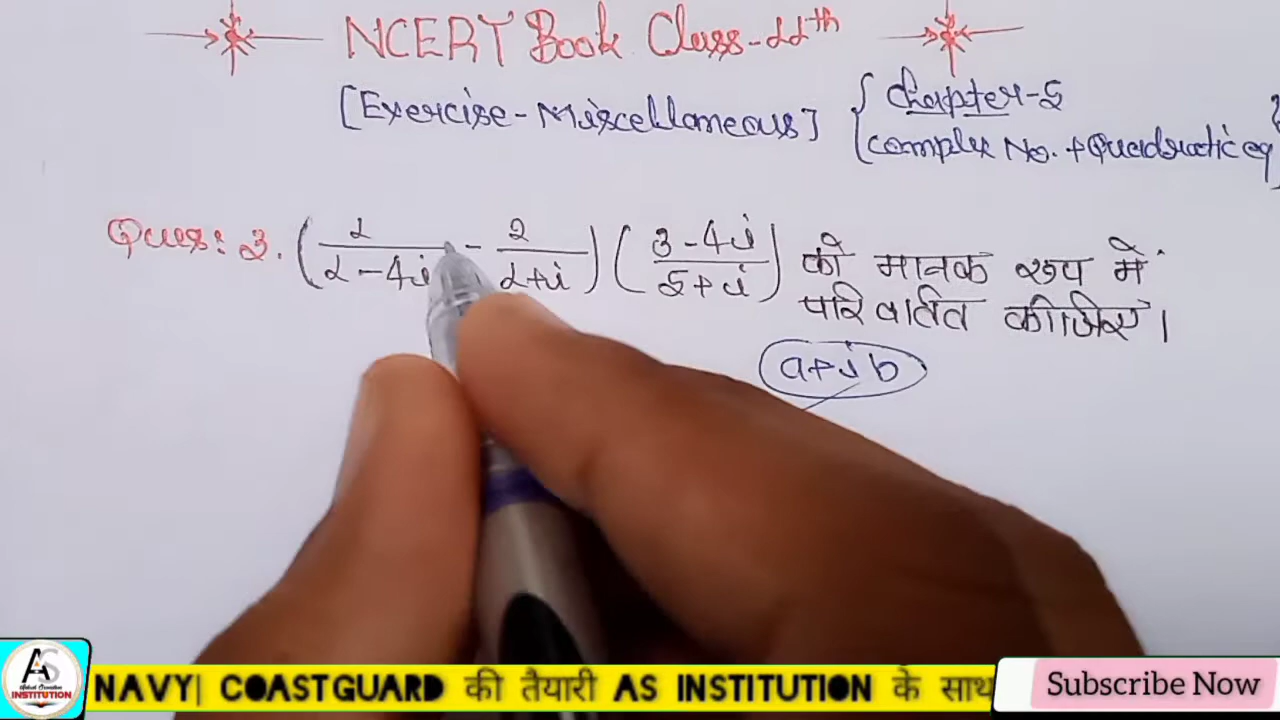 NCERT Book Class-11th
[Exercise-Miscellaneous] { Chapter-5
Complex No. + Quadratic eq
Ques: 3. (1/(1-4i) - 2/(1+i)) ((3-4i)/(5+i)) को मानक रूप में
परिवर्तित कीजिए।
a+ib
AS
INSTITUTION
NAVY| COASTGUARD की तैयारी AS INSTITUTION के साथ
Subscribe Now